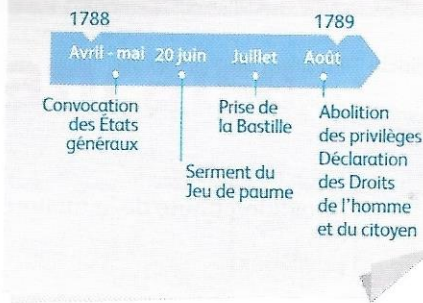 1788
1789
Avril - mai 20 juin Juillet Août
Convocation
des États
généraux
Serment du
Jeu de paume
Prise de
la Bastille
Abolition
des privilèges
Déclaration
des Droits
de l'homme
et du citoyen